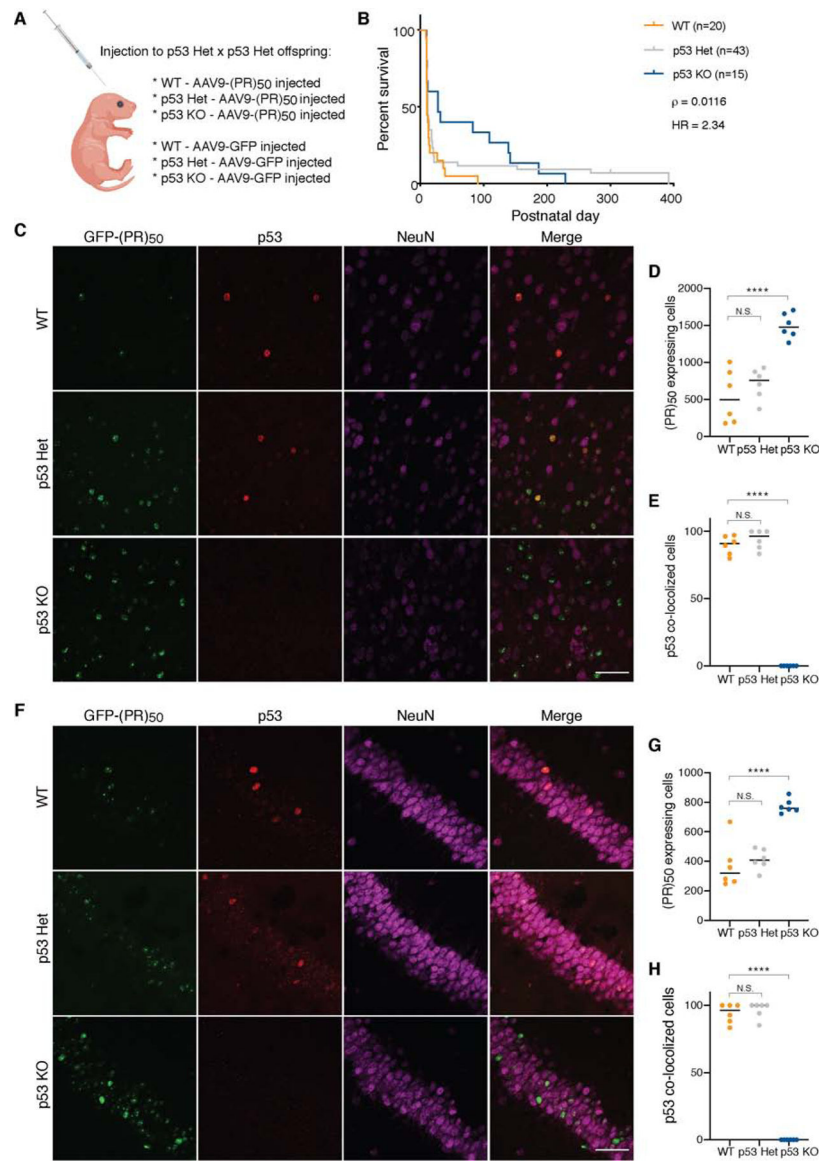 A
Injection to p53 Het x p53 Het offspring:
* WT - AAV9-(PR)50 injected
* p53 Het - AAV9-(PR)50 injected
* p53 KO - AAV9-(PR)50 injected
* WT - AAV9-GFP injected
* p53 Het - AAV9-GFP injected
* p53 KO - AAV9-GFP injected
B
Percent survival
100
50
0
0
100
200
300
400
Postnatal day
WT (n=20)
p53 Het (n=43)
p53 KO (n=15)
ρ = 0.0116
HR = 2.34
C
GFP-(PR)50 p53 NeuN Merge
WT
p53 Het
p53 KO
D
(PR)50 expressing cells
2000
1500
1000
500
0
****
N.S.
WT p53 Het p53 KO
E
p53 co-locolized cells
100
50
0
****
N.S.
WT p53 Het p53 KO
F
GFP-(PR)50 p53 NeuN Merge
WT
p53 Het
p53 KO
G
(PR)50 expressing cells
1000
800
600
400
200
0
****
N.S.
WT p53 Het p53 KO
H
p53 co-locolized cells
100
50
0
****
N.S.
WT p53 Het p53 KO